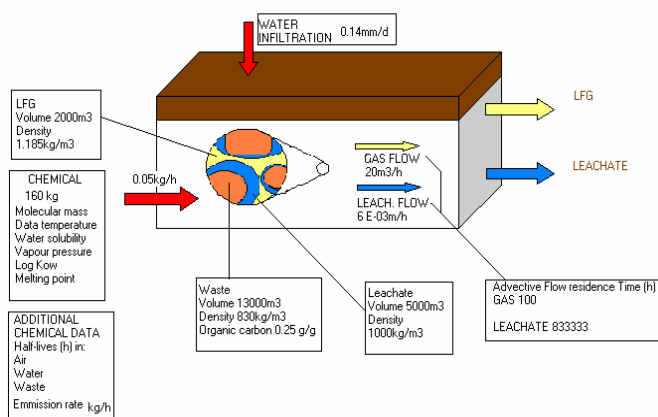 WATER
INFILTRATION 0.14mm/d
LFG
Volume 2000m3
Density
1.185kg/m3
LFG
CHEMICAL
160 kg
Molecular mass
Data temperature
Water solubility
Vapour pressure
Log Kow
Melting point
0.05kg/h
GAS FLOW
20m3/h
LEACH. FLOW
6 E-03m/h
LEACHATE
Waste
Volume 13000m3
Density 830kg/m3
Organic carbon 0.25 g/g
Leachate
Volume 5000m3
Density
1000kg/m3
Advective Flow residence Time (h)
GAS 100
LEACHATE 833333
ADDITIONAL
CHEMICAL DATA
Half-lives (h) in:
Air
Water
Waste
Emmission rate kg/h